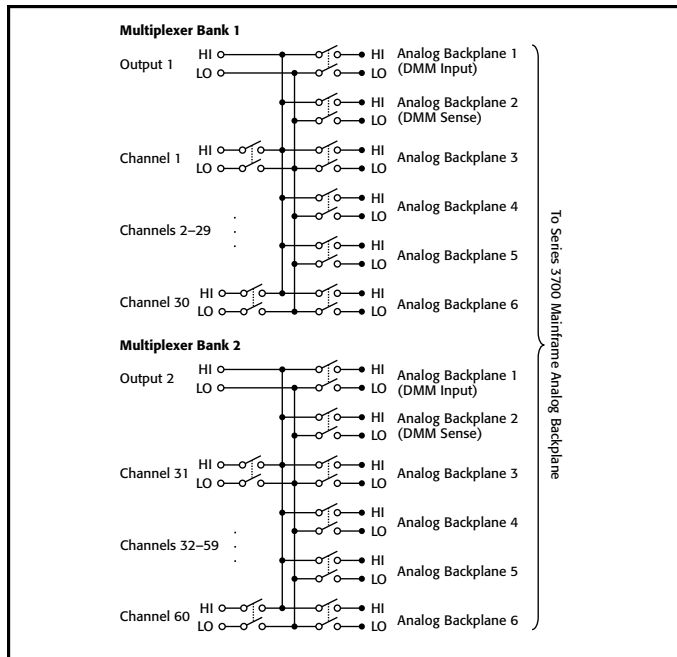 Multiplexer Bank 1
Output 1
HI
LO
HI
LO
Analog Backplane 1
(DMM Input)
HI
LO
Analog Backplane 2
(DMM Sense)
Channel 1
HI
LO
HI
LO
Analog Backplane 3
Channels 2–29
HI
LO
Analog Backplane 4
HI
LO
Analog Backplane 5
Channel 30
HI
LO
HI
LO
Analog Backplane 6
Multiplexer Bank 2
Output 2
HI
LO
HI
LO
Analog Backplane 1
(DMM Input)
HI
LO
Analog Backplane 2
(DMM Sense)
Channel 31
HI
LO
HI
LO
Analog Backplane 3
Channels 32–59
HI
LO
Analog Backplane 4
HI
LO
Analog Backplane 5
Channel 60
HI
LO
HI
LO
Analog Backplane 6
To Series 3700 Mainframe Analog Backplane